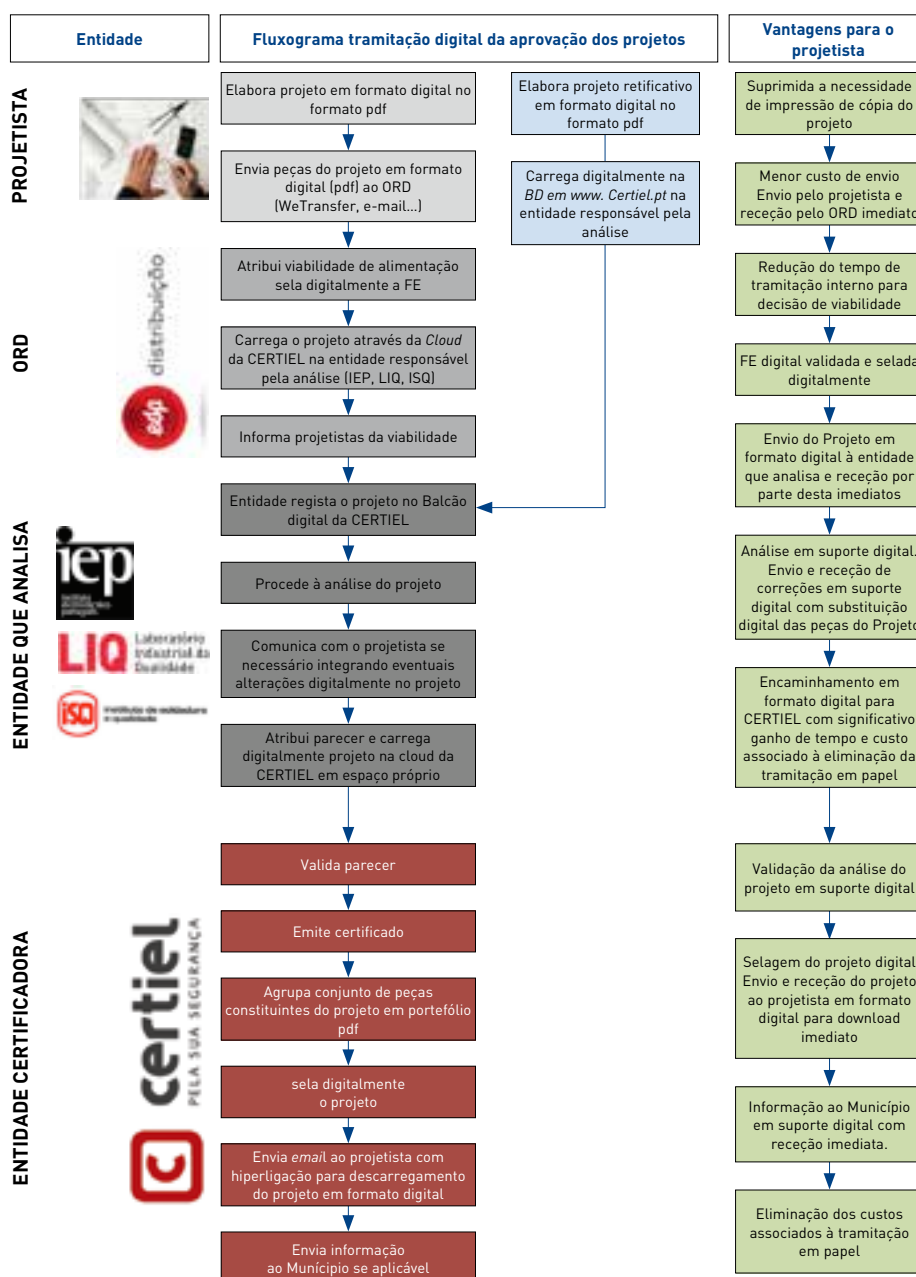 Entidade
Fluxograma tramitação digital da aprovação dos projetos
Vantagens para o
projetista
PROJETISTA
Elabora projeto em formato digital no
formato pdf
Envia peças do projeto em formato
digital (pdf) ao ORD
(WeTransfer, e-mail...)
Elabora projeto retificativo
em formato digital no
formato pdf
Carrega digitalmente na
BD em www. Certiel.pt na
entidade responsável pela
análise
ORD
distribuição
edp
Atribui viabilidade de alimentação
sela digitalmente a FE
Carrega o projeto através da Cloud
da CERTIEL na entidade responsável
pela análise (IEP, LIQ, ISQ)
Informa projetistas da viabilidade
ENTIDADE QUE ANALISA
iep
LIQ
Laboratório
Industrial da
Qualidade
isq
instituto de soldadura
e qualidade
Entidade regista o projeto no Balcão
digital da CERTIEL
Procede à análise do projeto
Comunica com o projetista se
necessário integrando eventuais
alterações digitalmente no projeto
Atribui parecer e carrega
digitalmente projeto na cloud da
CERTIEL em espaço próprio
ENTIDADE CERTIFICADORA
certiel
PELA SUA SEGURANÇA
Valida parecer
Emite certificado
Agrupa conjunto de peças
constituintes do projeto em portefólio
pdf
sela digitalmente
o projeto
Envia email ao projetista com
hiperligação para descarregamento
do projeto em formato digital
Envia informação
ao Munícipio se aplicável
Suprimida a necessidade
de impressão de cópia do
projeto
Menor custo de envio
Envio pelo projetista e
receção pelo ORD imediato
Redução do tempo de
tramitação interno para
decisão de viabilidade
FE digital validada e selada
digitalmente
Envio do Projeto em
formato digital à entidade
que analisa e receção por
parte desta imediatos
Análise em suporte digital.
Envio e receção de
correções em suporte
digital com substituição
digital das peças do Projeto
Encaminhamento em
formato digital para
CERTIEL com significativo
ganho de tempo e custo
associado à eliminação da
tramitação em papel
Validação da análise do
projeto em suporte digital
Selagem do projeto digital
Envio e receção do projeto
ao projetista em formato
digital para download
imediato
Informação ao Município
em suporte digital com
receção imediata.
Eliminação dos custos
associados à tramitação
em papel